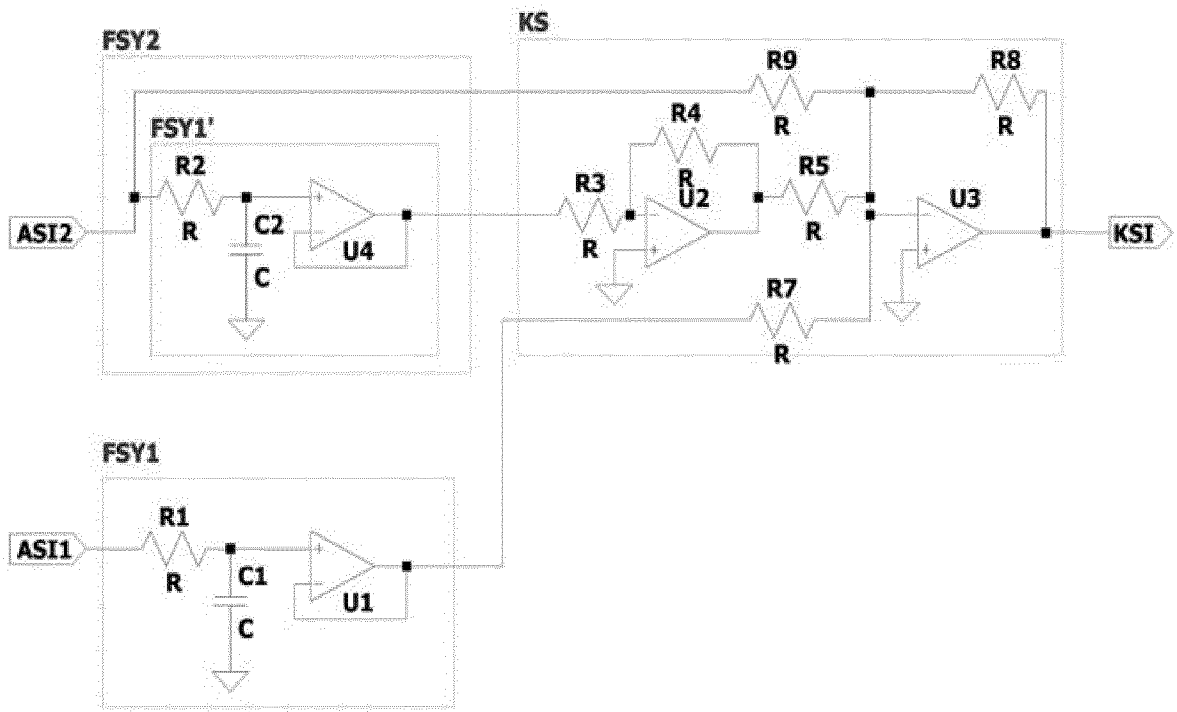 KS
FSY2
R9
R8
R
R
R4
FSY1'
R2
R3
R
U2
R5
U3
ASI2
R
C2
U4
R
R
KSI
C
R7
R
FSY1
R1
ASI1
R
C1
U1
C